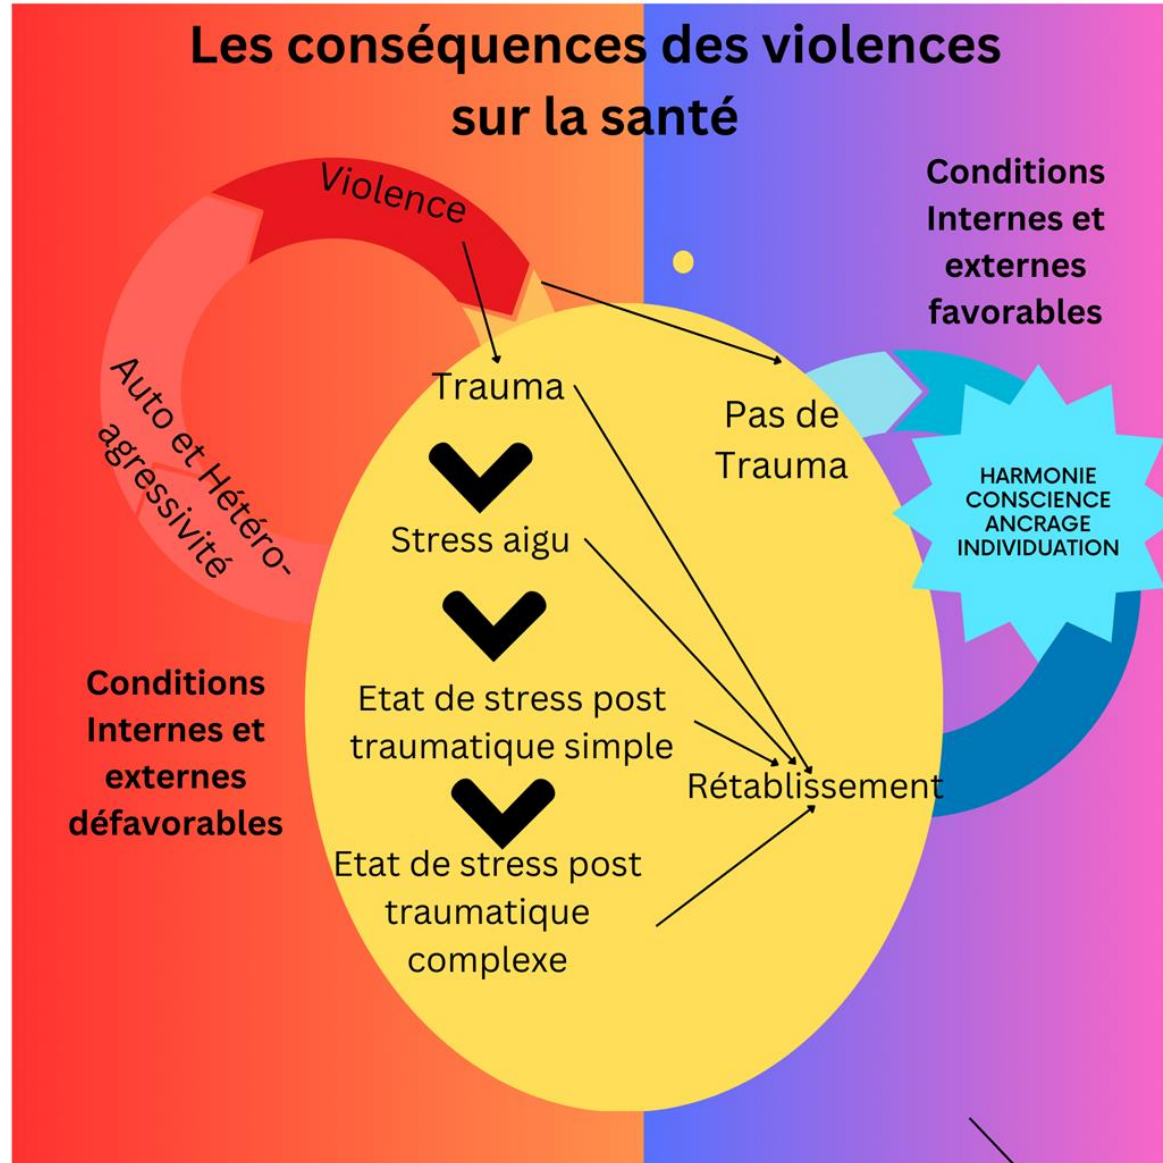 Les conséquences des violences
sur la santé
Violence
Conditions
Internes et
externes
favorables
Auto et Hétéro-
agressivité
Trauma
Pas de
Trauma
HARMONIE
CONSCIENCE
ANCRAGE
INDIVIDUATION
Stress aigu
Conditions
Internes et
externes
défavorables
Etat de stress post
traumatique simple
Rétablissement
Etat de stress post
traumatique
complexe